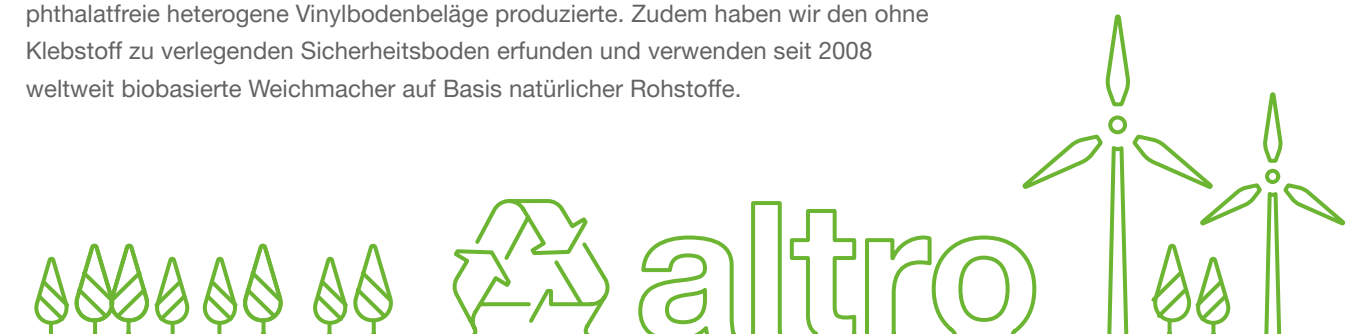 phthalatfreie heterogene Vinylbodenbeläge produzierte. Zudem haben wir den ohne
Klebstoff zu verlegenden Sicherheitsboden erfunden und verwenden seit 2008
weltweit biobasierte Weichmacher auf Basis natürlicher Rohstoffe.
altro